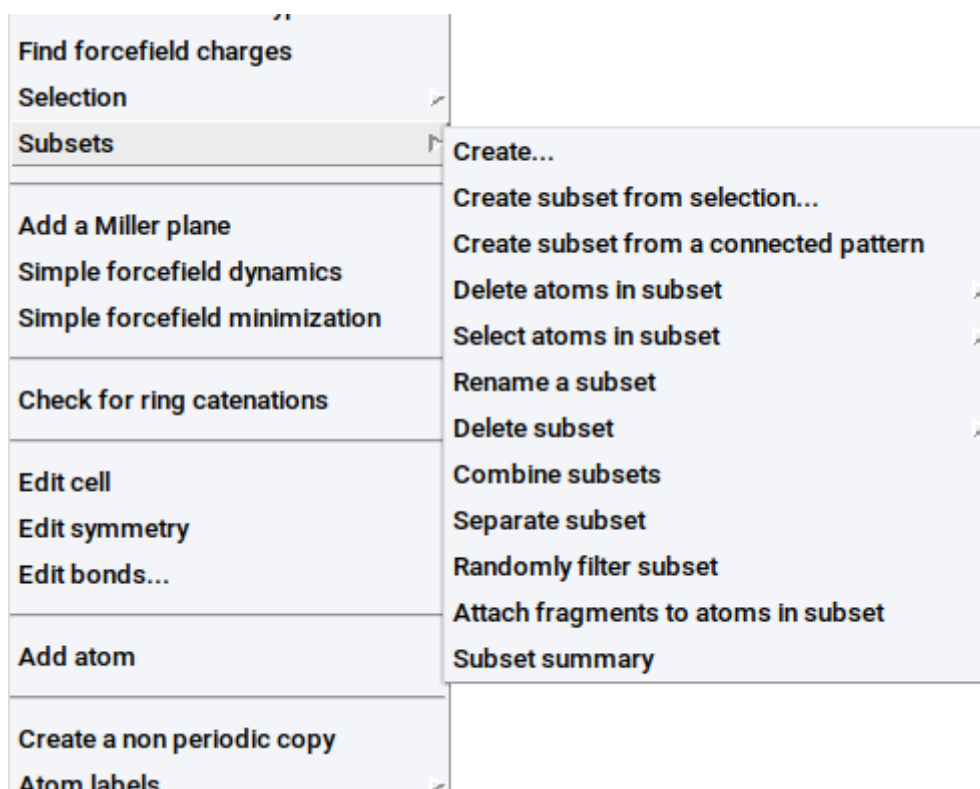 Find forcefield charges
Selection
Subsets
Create...
Create subset from selection...
Create subset from a connected pattern
Delete atoms in subset
Select atoms in subset
Rename a subset
Delete subset
Combine subsets
Separate subset
Randomly filter subset
Attach fragments to atoms in subset
Subset summary
Add a Miller plane
Simple forcefield dynamics
Simple forcefield minimization
Check for ring catenations
Edit cell
Edit symmetry
Edit bonds...
Add atom
Create a non periodic copy
Atom labels